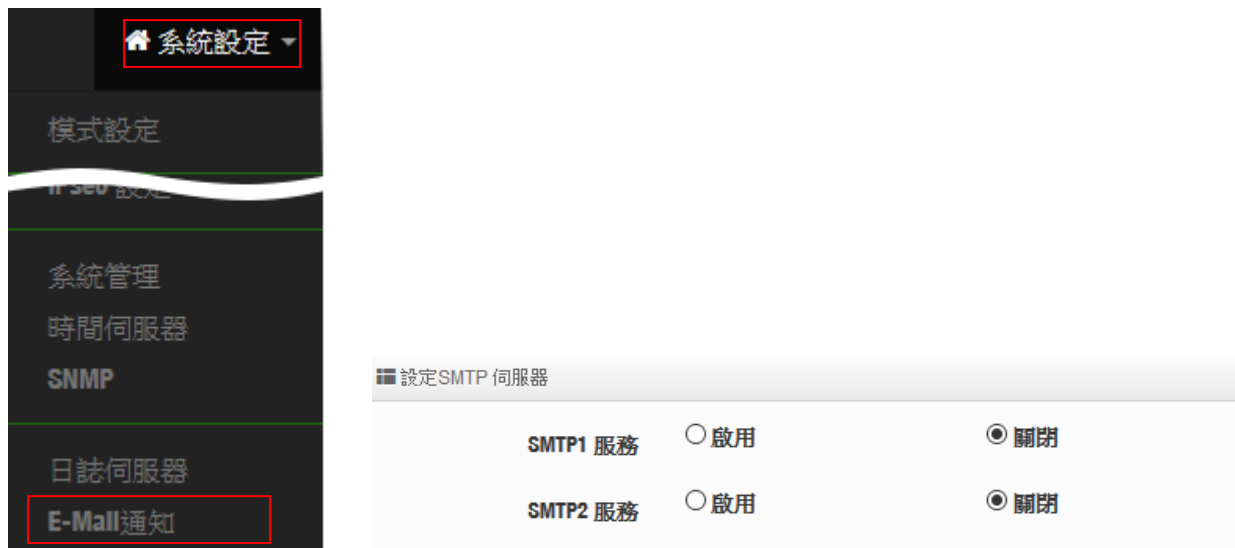 系統設定
模式設定
設定
系統管理
時間伺服器
SNMP
日誌伺服器
E-Mall通知
設定SMTP 伺服器
SMTP1 服務 啟用 關閉
SMTP2 服務 啟用 關閉